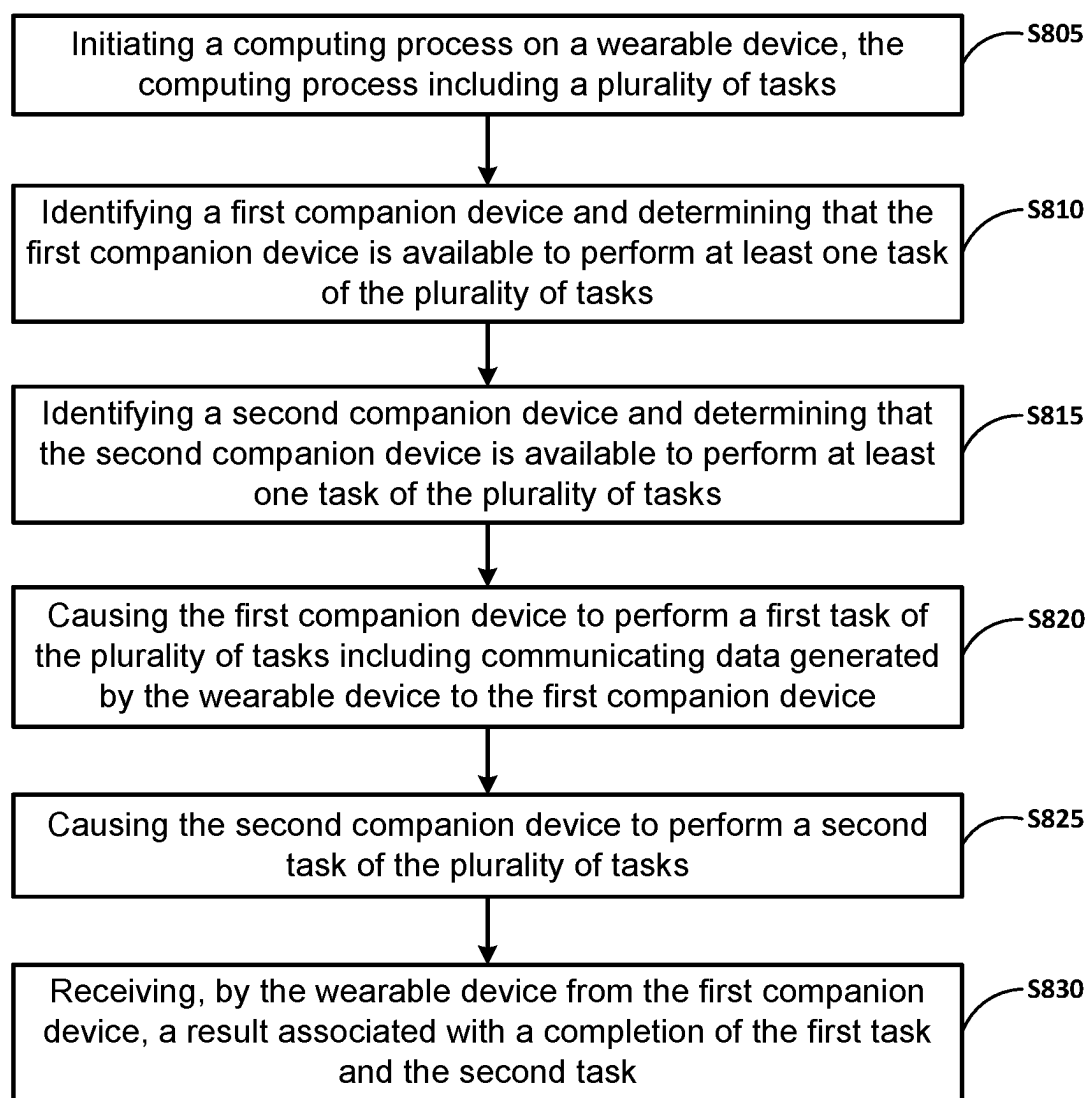 Initiating a computing process on a wearable device, the
computing process including a plurality of tasks
S805
Identifying a first companion device and determining that the
first companion device is available to perform at least one task
of the plurality of tasks
S810
Identifying a second companion device and determining that
the second companion device is available to perform at least
one task of the plurality of tasks
S815
Causing the first companion device to perform a first task of
the plurality of tasks including communicating data generated
by the wearable device to the first companion device
S820
Causing the second companion device to perform a second
task of the plurality of tasks
S825
Receiving, by the wearable device from the first companion
device, a result associated with a completion of the first task
and the second task
S830